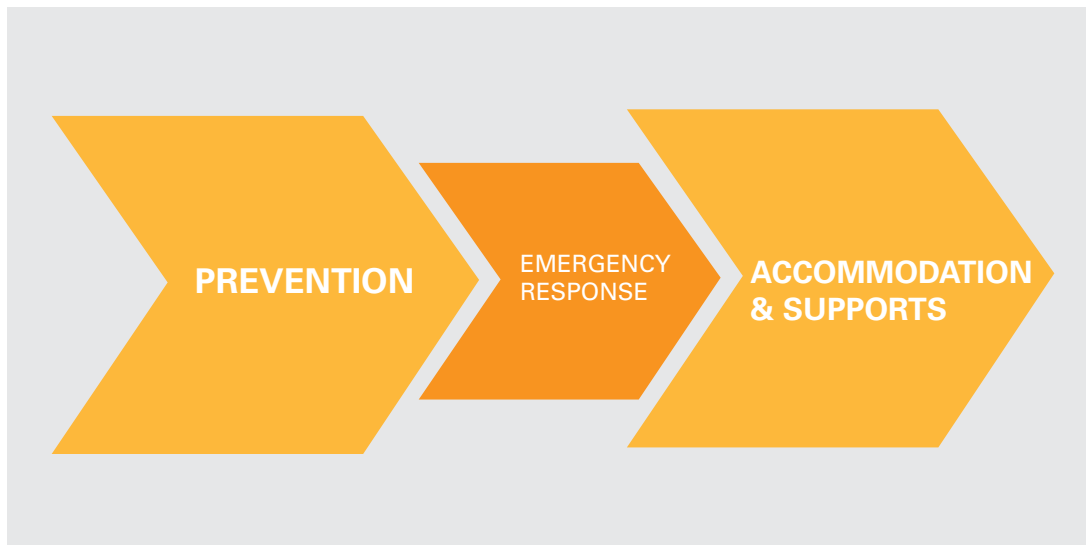 PREVENTION
EMERGENCY
RESPONSE
ACCOMMODATION
& SUPPORTS